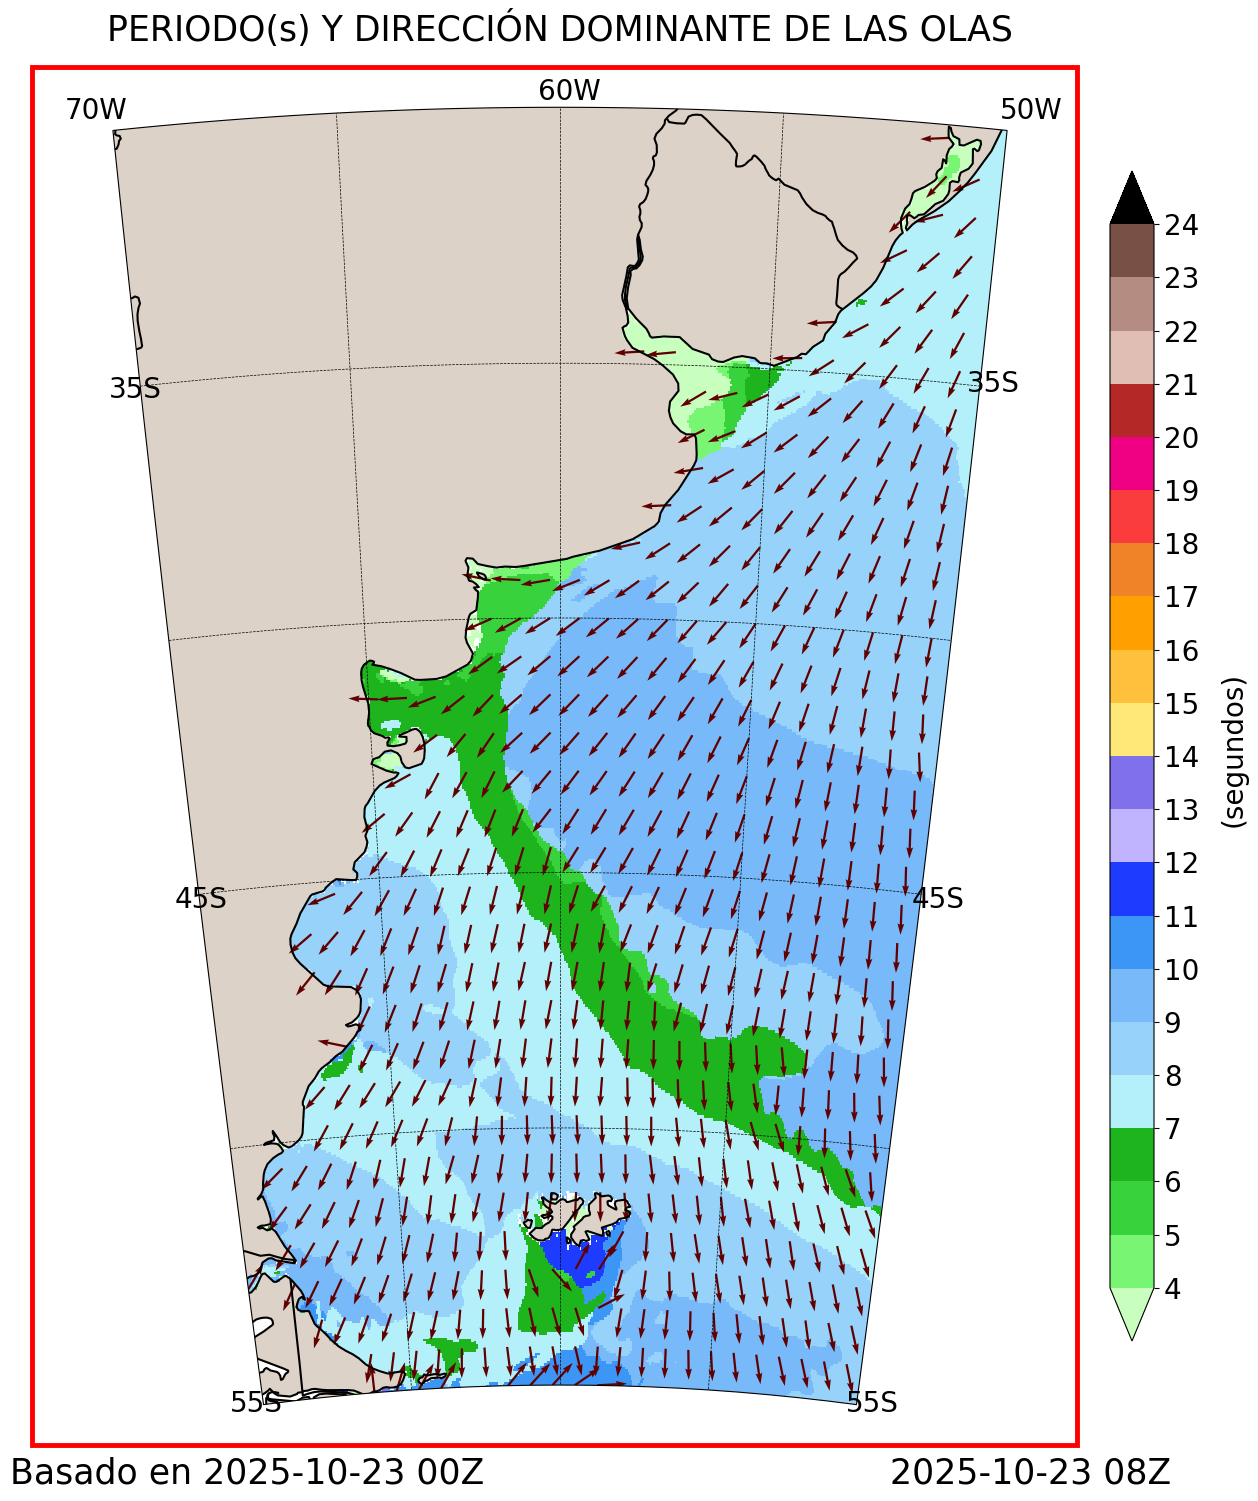 PERIODO(s) Y DIRECCIÓN DOMINANTE DE LAS OLAS
70W
60W
50W
35S
35S
45S
45S
55S
55S
24
23
22
21
20
19
18
17
16
15
14
13
12
11
10
9
8
7
6
5
4
(segundos)
Basado en 2025-10-23 00Z
2025-10-23 08Z